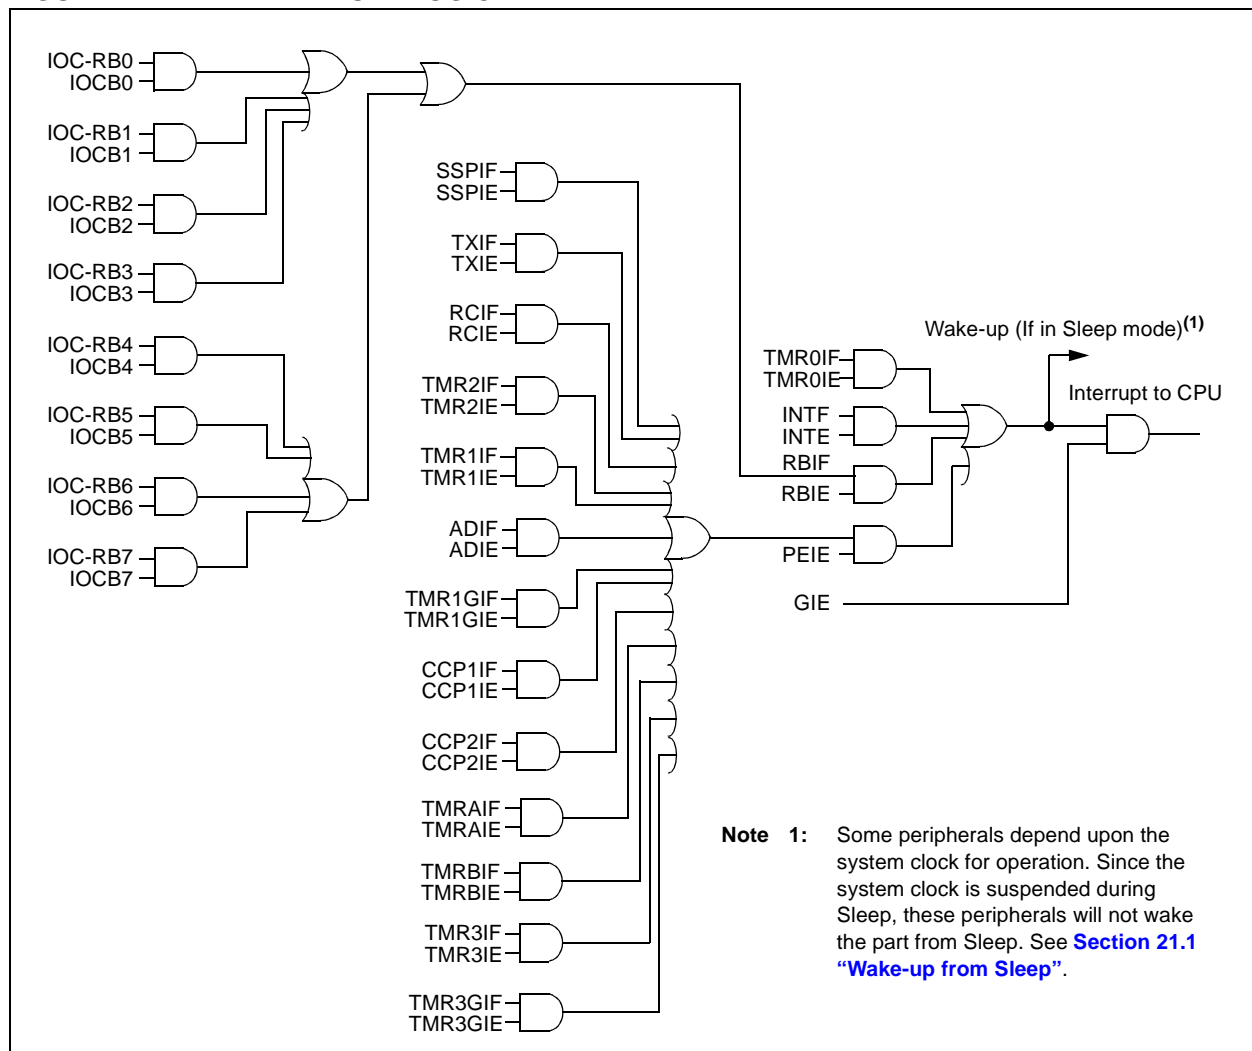 IOC-RB0
IOCB0
IOC-RB1
IOCB1
IOC-RB2
IOCB2
IOC-RB3
IOCB3
IOC-RB4
IOCB4
IOC-RB5
IOCB5
IOC-RB6
IOCB6
IOC-RB7
IOCB7
SSPIF
SSPIE
TXIF
TXIE
RCIF
RCIE
TMR2IF
TMR2IE
TMR1IF
TMR1IE
ADIF
ADIE
TMR1GIF
TMR1GIE
CCP1IF
CCP1IE
CCP2IF
CCP2IE
TMRAIF
TMRAIE
TMRBIF
TMRBIE
TMR3IF
TMR3IE
TMR3GIF
TMR3GIE
Wake-up (If in Sleep mode)(1)
TMR0IF
TMR0IE
Interrupt to CPU
INTF
INTE
RBIF
RBIE
PEIE
GIE
Note 1: Some peripherals depend upon the
system clock for operation. Since the
system clock is suspended during
Sleep, these peripherals will not wake
the part from Sleep. See Section 21.1
“Wake-up from Sleep”.